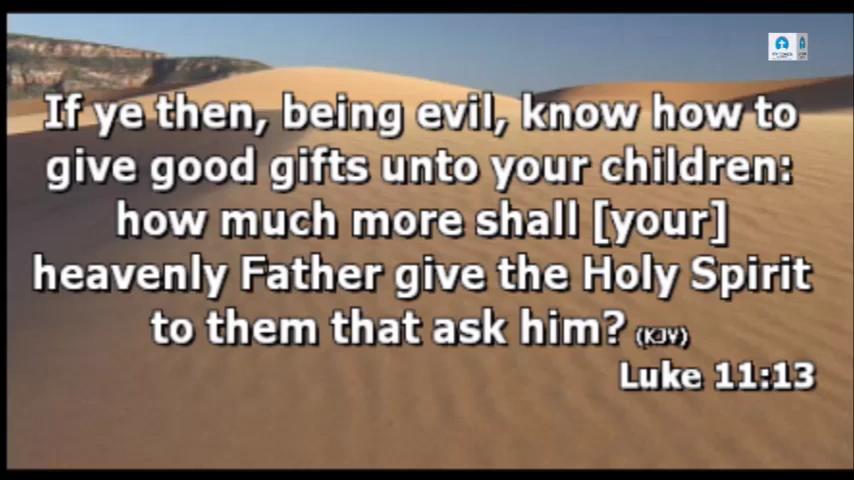 If ye then, being evil, know how to
give good gifts unto your children:
how much more shall [your]
heavenly Father give the Holy Spirit
to them that ask him? (KJV)
Luke 11:13